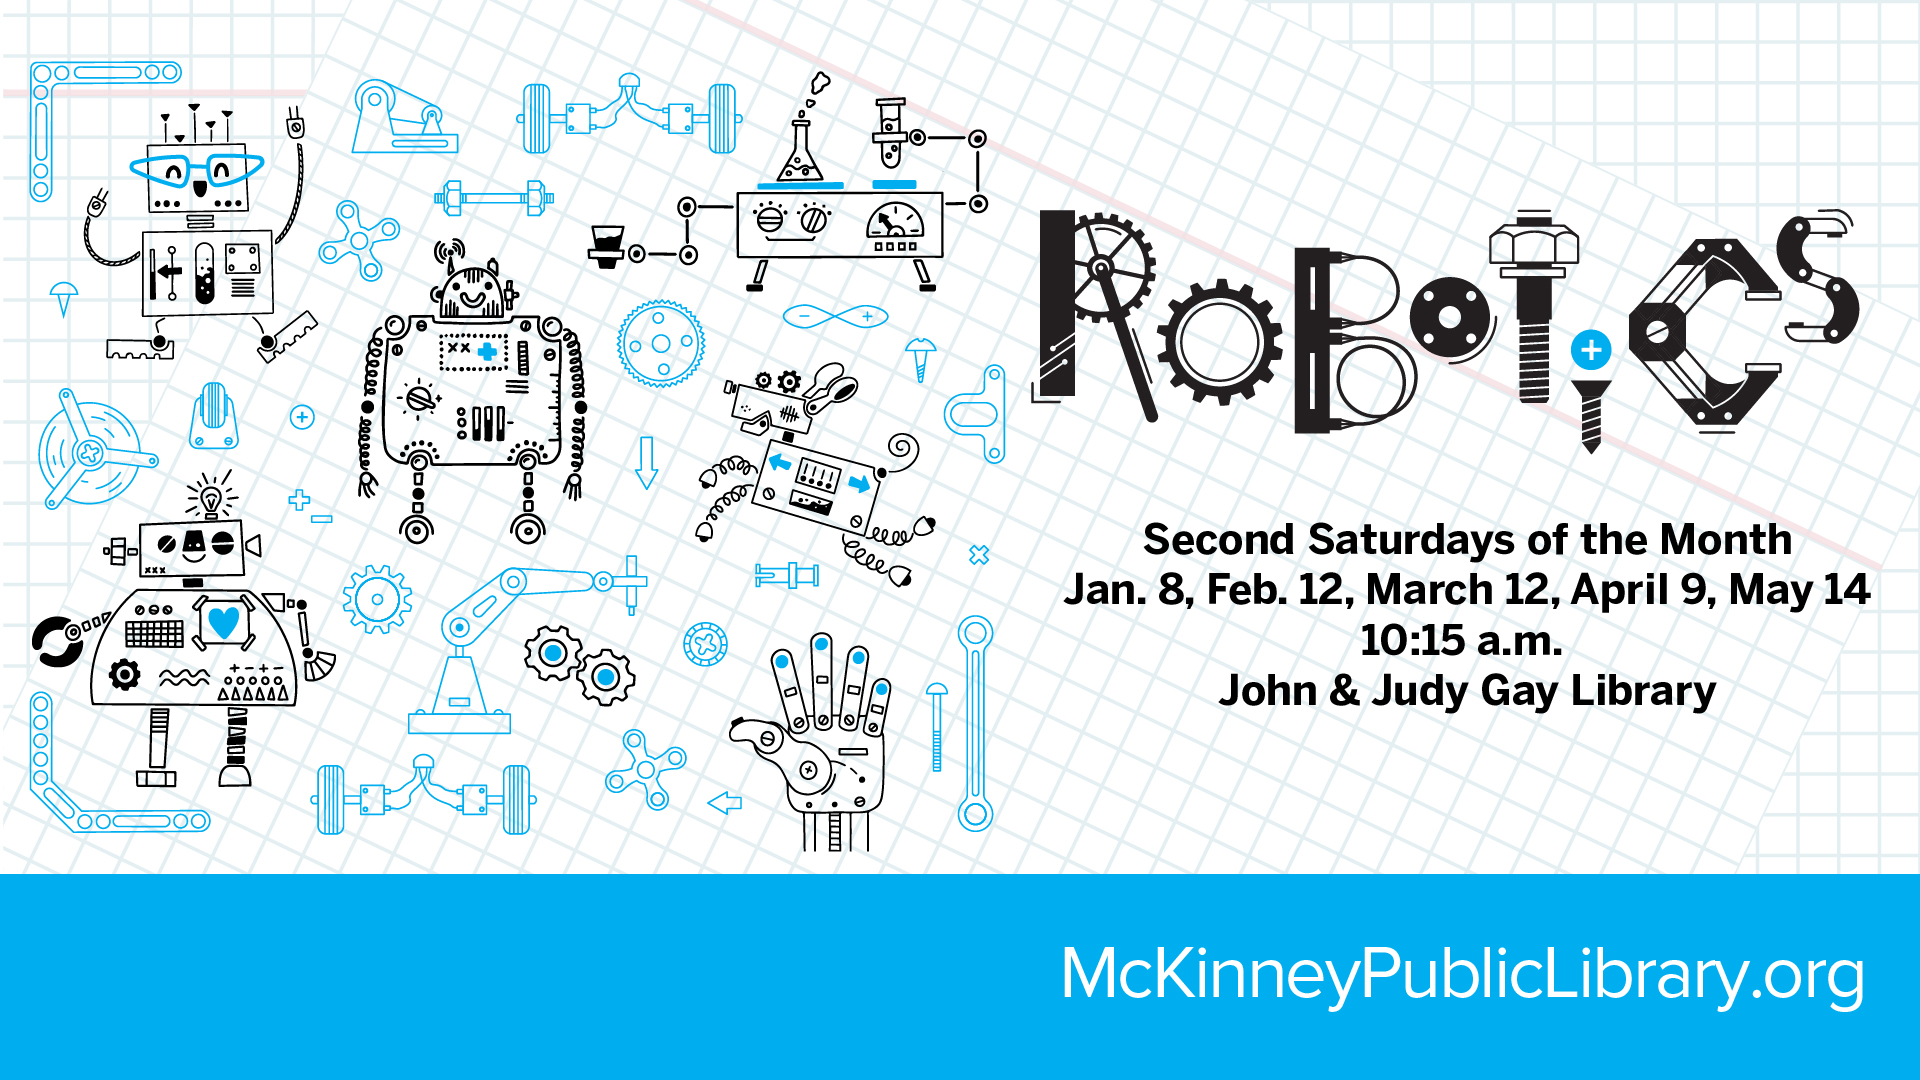 RoBoTiCS
Second Saturdays of the Month
Jan. 8, Feb. 12, March 12, April 9, May 14
10:15 a.m.
John & Judy Gay Library
McKinneyPublicLibrary.org